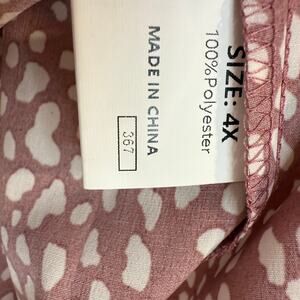 SIZE: 4X
100%Polyester
MADE IN CHINA
367